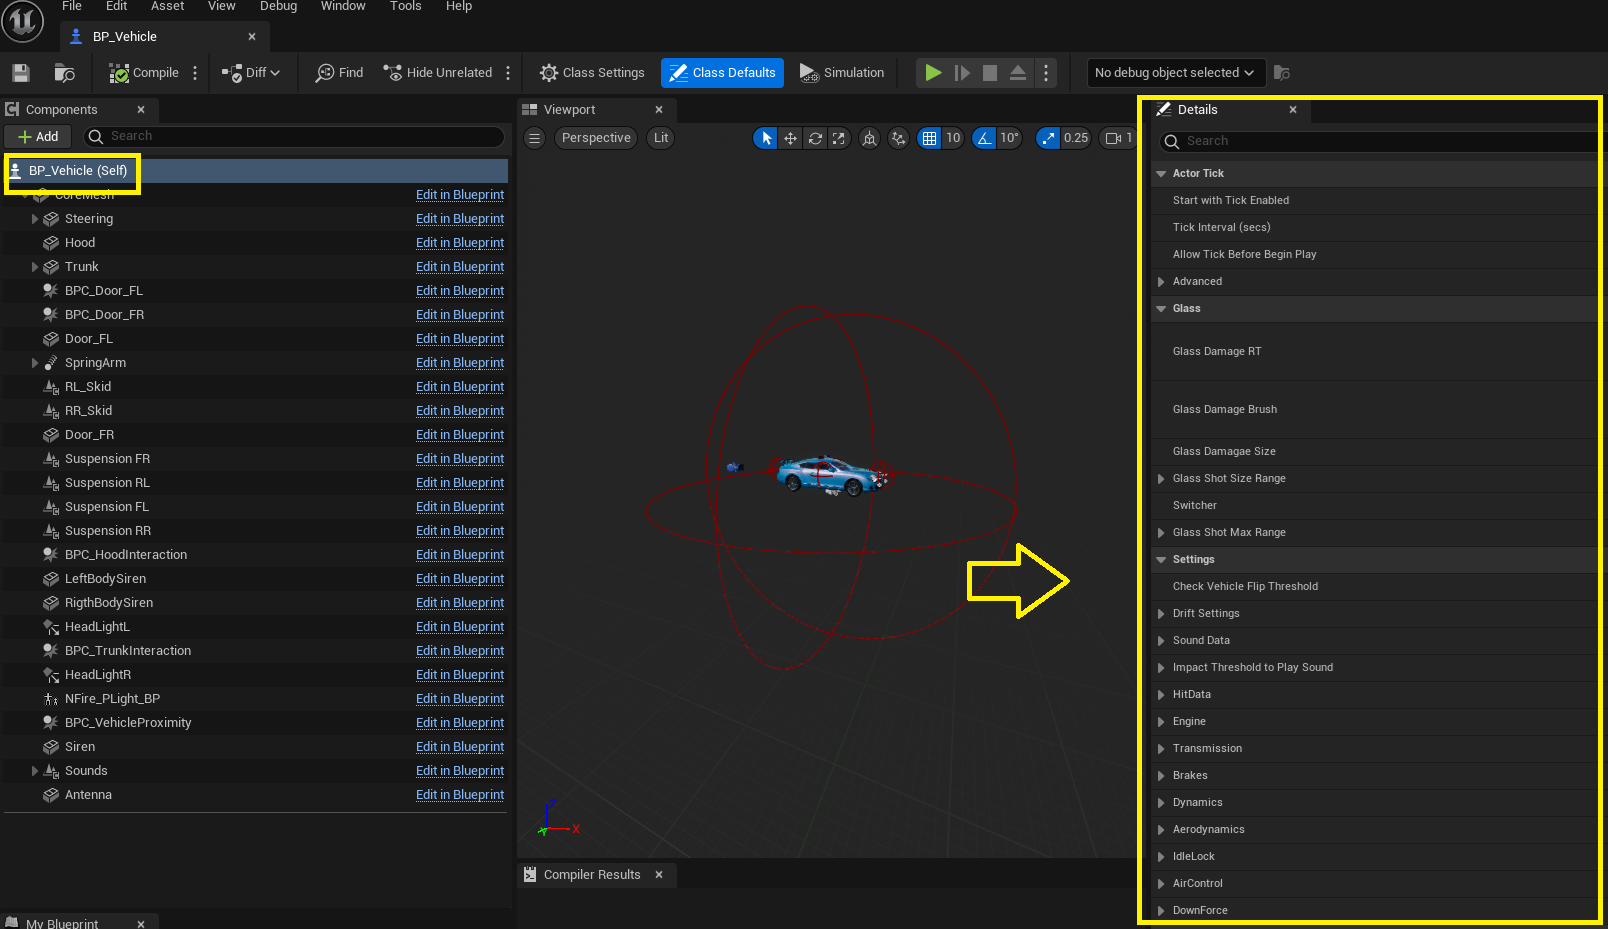 File Edit Asset View Debug Window Tools Help
BP_Vehicle
Compile Diff Find Hide Unrelated Class Settings Class Defaults Simulation No debug object selected
Components
Add Search
BP_Vehicle (Self)
CoreMesh Edit in Blueprint
Steering Edit in Blueprint
Hood Edit in Blueprint
Trunk Edit in Blueprint
BPC_Door_FL Edit in Blueprint
BPC_Door_FR Edit in Blueprint
Door_FL Edit in Blueprint
SpringArm Edit in Blueprint
RL_Skid Edit in Blueprint
RR_Skid Edit in Blueprint
Door_FR Edit in Blueprint
Suspension FR Edit in Blueprint
Suspension RL Edit in Blueprint
Suspension FL Edit in Blueprint
Suspension RR Edit in Blueprint
BPC_HoodInteraction Edit in Blueprint
LeftBodySiren Edit in Blueprint
RigthBodySiren Edit in Blueprint
HeadLightL Edit in Blueprint
BPC_TrunkInteraction Edit in Blueprint
HeadLightR Edit in Blueprint
NFire_PLight_BP Edit in Blueprint
BPC_VehicleProximity Edit in Blueprint
Siren Edit in Blueprint
Sounds Edit in Blueprint
Antenna Edit in Blueprint
My Blueprint
Viewport
Perspective Lit 10 10° 0.25 1
Z
Y X
Compiler Results
Details
Search
Actor Tick
Start with Tick Enabled
Tick Interval (secs)
Allow Tick Before Begin Play
Advanced
Glass
Glass Damage RT
Glass Damage Brush
Glass Damagae Size
Glass Shot Size Range
Switcher
Glass Shot Max Range
Settings
Check Vehicle Flip Threshold
Drift Settings
Sound Data
Impact Threshold to Play Sound
HitData
Engine
Transmission
Brakes
Dynamics
Aerodynamics
IdleLock
AirControl
DownForce